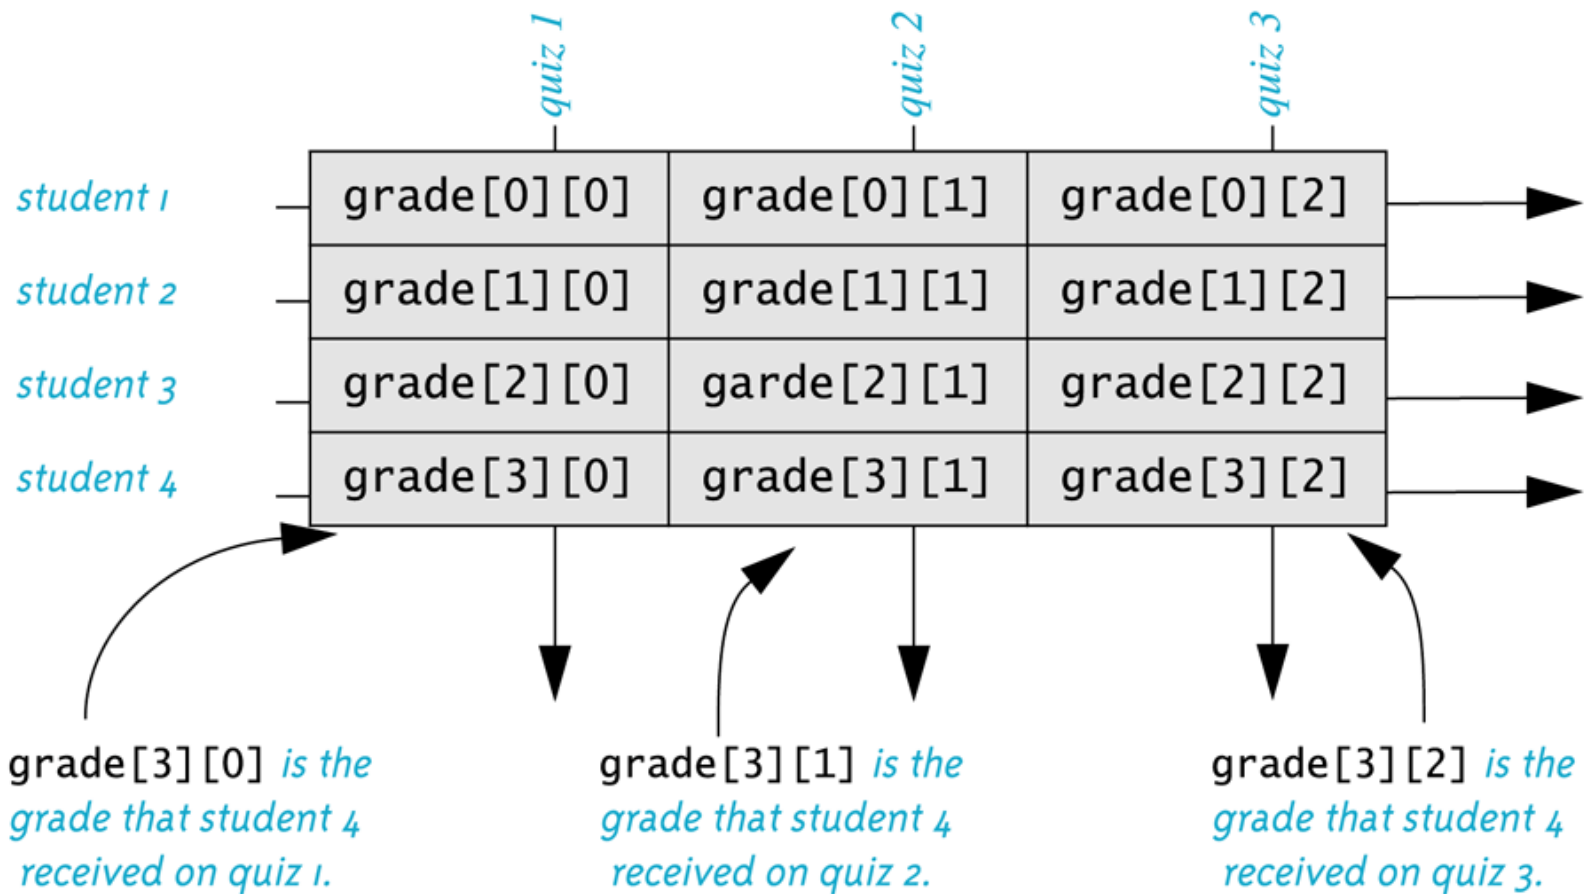 quiz 1
quiz 2
quiz 3
student 1
grade[0][0]
grade[0][1]
grade[0][2]
student 2
grade[1][0]
grade[1][1]
grade[1][2]
student 3
grade[2][0]
garde[2][1]
grade[2][2]
student 4
grade[3][0]
grade[3][1]
grade[3][2]
grade[3][0] is the
grade that student 4
received on quiz 1.
grade[3][1] is the
grade that student 4
received on quiz 2.
grade[3][2] is the
grade that student 4
received on quiz 3.